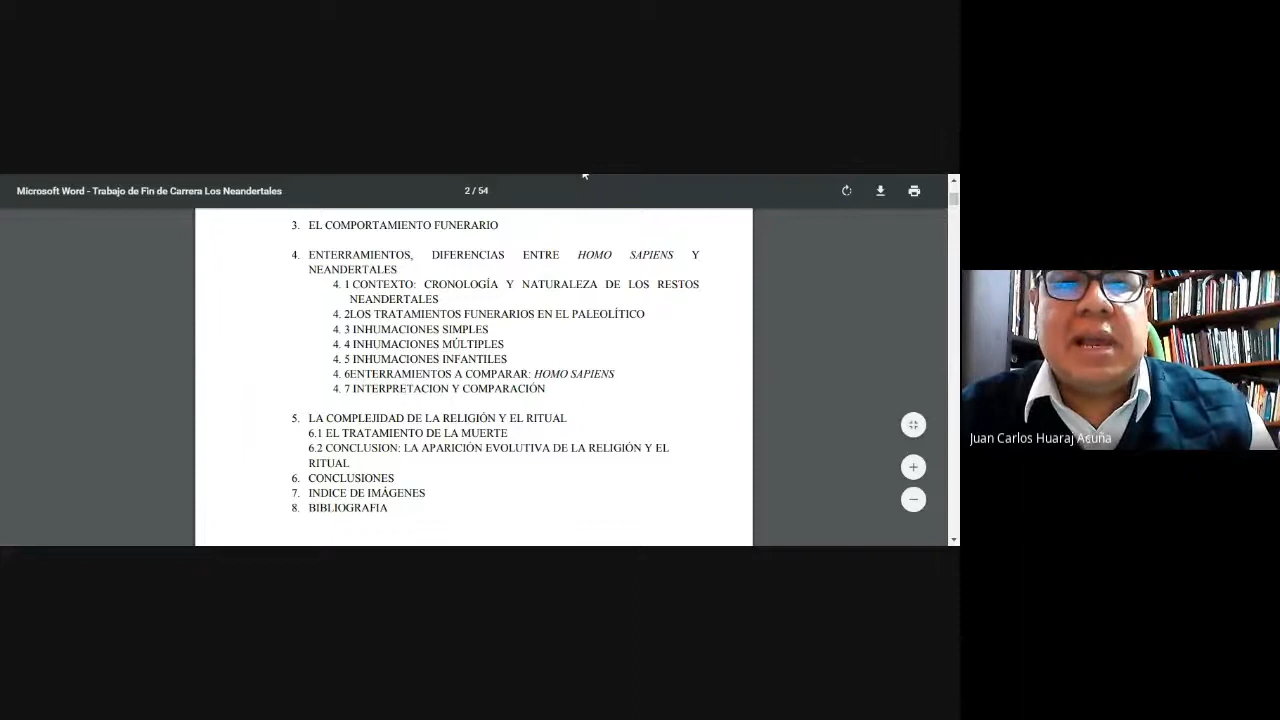 Microsoft Word - Trabajo de Fin de Carrera Los Neandertales
2 / 54
3. EL COMPORTAMIENTO FUNERARIO
4. ENTERRAMIENTOS, DIFERENCIAS ENTRE HOMO SAPIENS Y
NEANDERTALES
4. 1 CONTEXTO: CRONOLOGÍA Y NATURALEZA DE LOS RESTOS
NEANDERTALES
4. 2LOS TRATAMIENTOS FUNERARIOS EN EL PALEOLÍTICO
4. 3 INHUMACIONES SIMPLES
4. 4 INHUMACIONES MÚLTIPLES
4. 5 INHUMACIONES INFANTILES
4. 6ENTERRAMIENTOS A COMPARAR: HOMO SAPIENS
4. 7 INTERPRETACION Y COMPARACIÓN
5. LA COMPLEJIDAD DE LA RELIGIÓN Y EL RITUAL
6.1 EL TRATAMIENTO DE LA MUERTE
6.2 CONCLUSION: LA APARICIÓN EVOLUTIVA DE LA RELIGIÓN Y EL
RITUAL
6. CONCLUSIONES
7. INDICE DE IMÁGENES
8. BIBLIOGRAFIA
Juan Carlos Huaraj Acuña